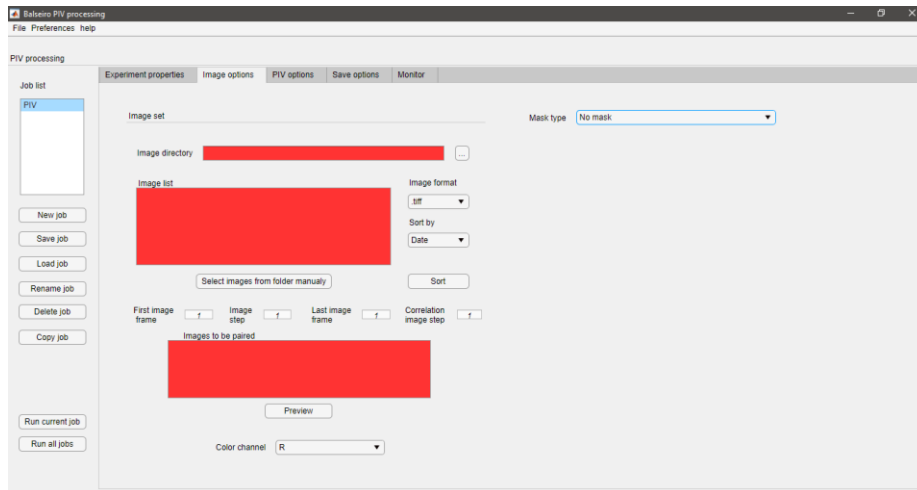 Balseiro PIV processing
File Preferences help
PIV processing
Job list
PIV
New job
Save job
Load job
Rename job
Delete job
Copy job
Run current job
Run all jobs
Experiment properties
Image options
PIV options
Save options
Monitor
Image set
Image directory
...
Image list
Image format
.tiff
Sort by
Date
Select images from folder manualy
Sort
First image
frame
1
Image
step
1
Last image
frame
1
Correlation
image step
1
Images to be paired
Preview
Color channel
R
Mask type
No mask